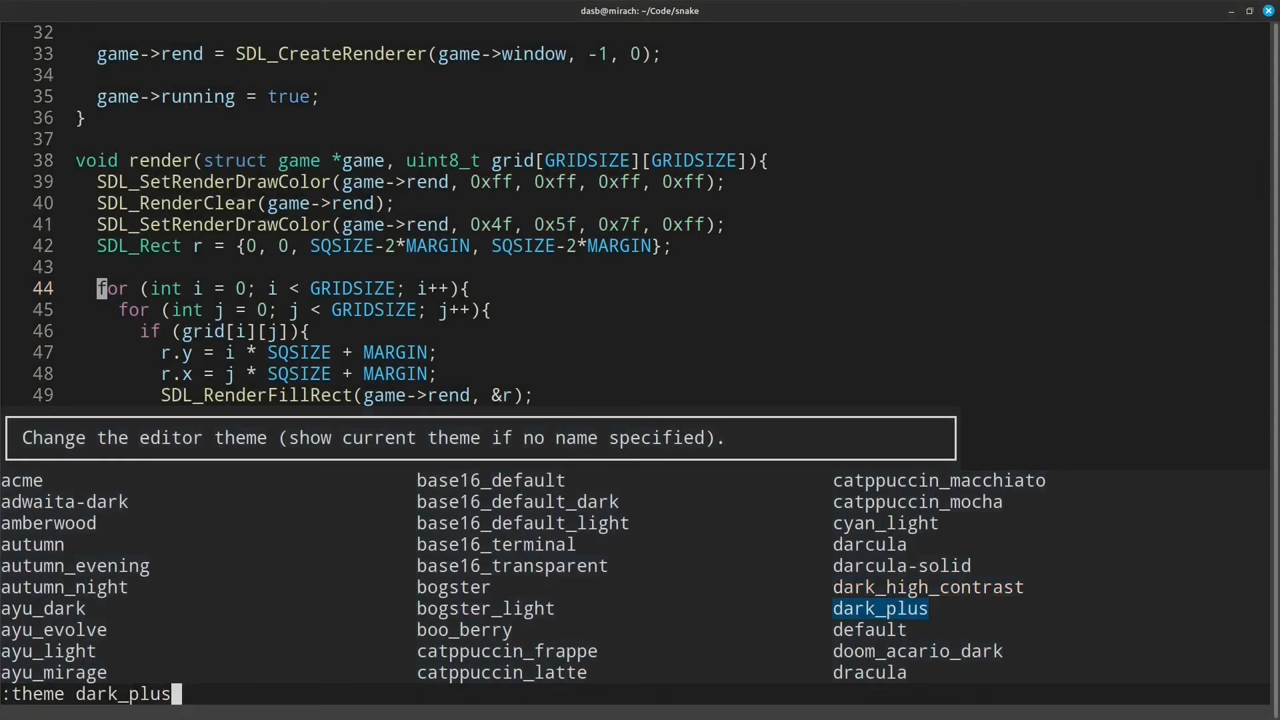 dasb@mirach: ~/Code/snake
32
33 game->rend = SDL_CreateRenderer(game->window, -1, 0);
34
35 game->running = true;
36 }
37
38 void render(struct game *game, uint8_t grid[GRIDSIZE][GRIDSIZE]){
39 SDL_SetRenderDrawColor(game->rend, 0xff, 0xff, 0xff, 0xff);
40 SDL_RenderClear(game->rend);
41 SDL_SetRenderDrawColor(game->rend, 0x4f, 0x5f, 0x7f, 0xff);
42 SDL_Rect r = {0, 0, SQSIZE-2*MARGIN, SQSIZE-2*MARGIN};
43
44 for (int i = 0; i < GRIDSIZE; i++){
45 for (int j = 0; j < GRIDSIZE; j++){
46 if (grid[i][j]){
47 r.y = i * SQSIZE + MARGIN;
48 r.x = j * SQSIZE + MARGIN;
49 SDL_RenderFillRect(game->rend, &r);
Change the editor theme (show current theme if no name specified).
acme base16_default catppuccin_macchiato
adwaita-dark base16_default_dark catppuccin_mocha
amberwood base16_default_light cyan_light
autumn base16_terminal darcula
autumn_evening base16_transparent darcula-solid
autumn_night bogster dark_high_contrast
ayu_dark bogster_light dark_plus
ayu_evolve boo_berry default
ayu_light catppuccin_frappe doom_acario_dark
ayu_mirage catppuccin_latte dracula
:theme dark_plus